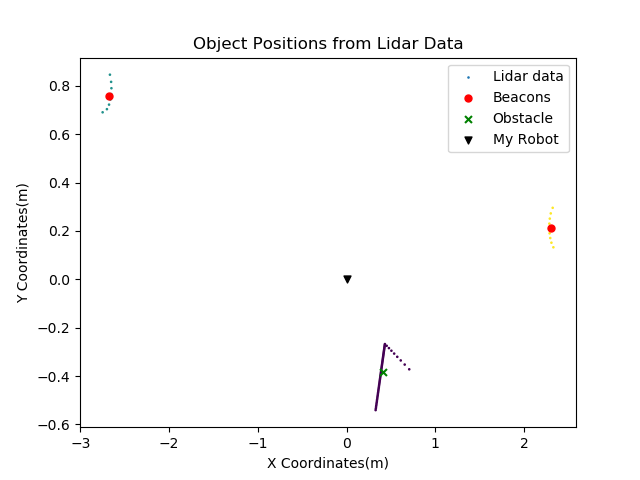 Object Positions from Lidar Data
Lidar data
Beacons
Obstacle
My Robot
0.8
0.6
0.4
0.2
0.0
−0.2
−0.4
−0.6
Y Coordinates(m)
−3 −2 −1 0 1 2
X Coordinates(m)